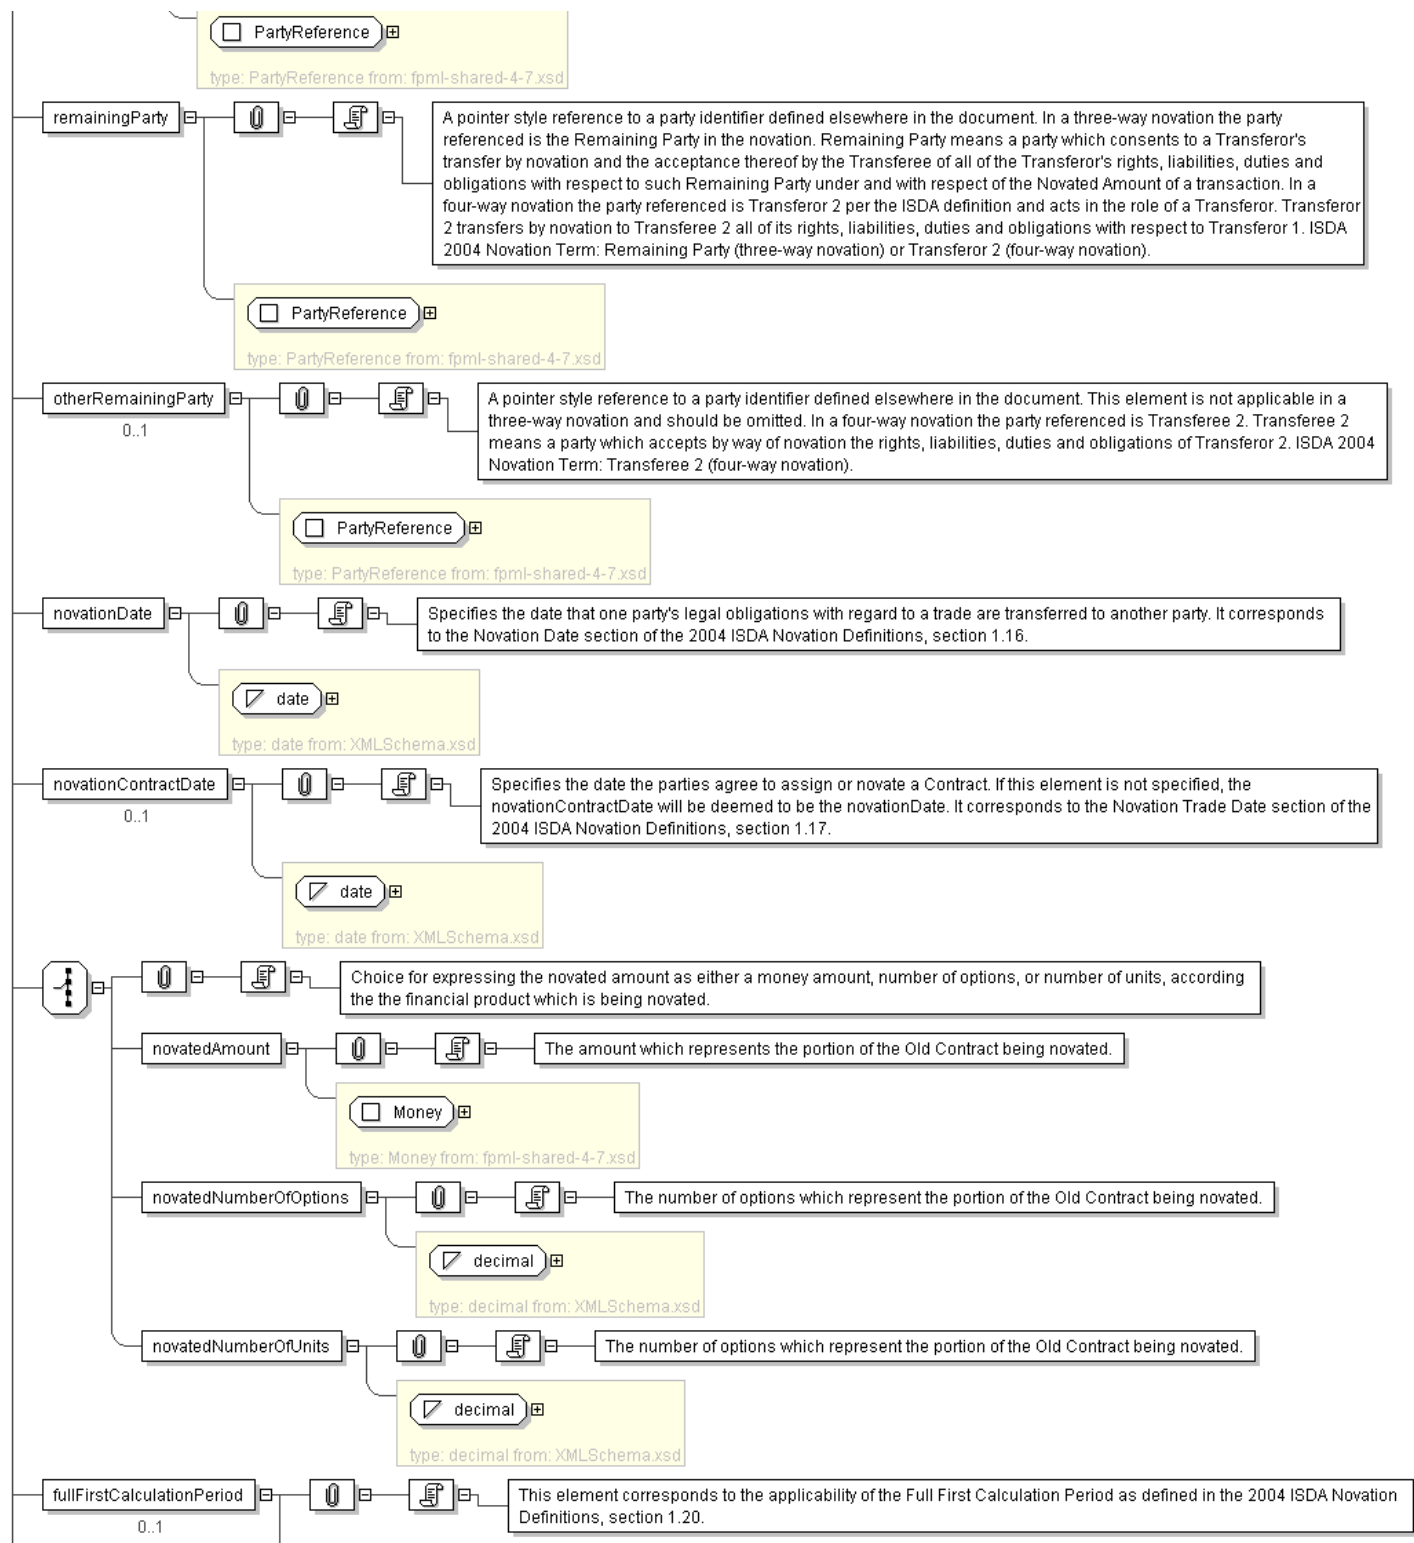 PartyReference
type: PartyReference from: fpml-shared-4-7.xsd
remainingParty
A pointer style reference to a party identifier defined elsewhere in the document. In a three-way novation the party
referenced is the Remaining Party in the novation. Remaining Party means a party which consents to a Transferor's
transfer by novation and the acceptance thereof by the Transferee of all of the Transferor's rights, liabilities, duties and
obligations with respect to such Remaining Party under and with respect of the Novated Amount of a transaction. In a
four-way novation the party referenced is Transferor 2 per the ISDA definition and acts in the role of a Transferor. Transferor
2 transfers by novation to Transferee 2 all of its rights, liabilities, duties and obligations with respect to Transferor 1. ISDA
2004 Novation Term: Remaining Party (three-way novation) or Transferor 2 (four-way novation).
PartyReference
type: PartyReference from: fpml-shared-4-7.xsd
otherRemainingParty
0..1
A pointer style reference to a party identifier defined elsewhere in the document. This element is not applicable in a
three-way novation and should be omitted. In a four-way novation the party referenced is Transferee 2. Transferee 2
means a party which accepts by way of novation the rights, liabilities, duties and obligations of Transferor 2. ISDA 2004
Novation Term: Transferee 2 (four-way novation).
PartyReference
type: PartyReference from: fpml-shared-4-7.xsd
novationDate
Specifies the date that one party's legal obligations with regard to a trade are transferred to another party. It corresponds
to the Novation Date section of the 2004 ISDA Novation Definitions, section 1.16.
date
type: date from: XMLSchema.xsd
novationContractDate
0..1
Specifies the date the parties agree to assign or novate a Contract. If this element is not specified, the
novationContractDate will be deemed to be the novationDate. It corresponds to the Novation Trade Date section of the
2004 ISDA Novation Definitions, section 1.17.
date
type: date from: XMLSchema.xsd
Choice for expressing the novated amount as either a money amount, number of options, or number of units, according
the the financial product which is being novated.
novatedAmount
The amount which represents the portion of the Old Contract being novated.
Money
type: Money from: fpml-shared-4-7.xsd
novatedNumberOfOptions
The number of options which represent the portion of the Old Contract being novated.
decimal
type: decimal from: XMLSchema.xsd
novatedNumberOfUnits
The number of options which represent the portion of the Old Contract being novated.
decimal
type: decimal from: XMLSchema.xsd
fullFirstCalculationPeriod
0..1
This element corresponds to the applicability of the Full First Calculation Period as defined in the 2004 ISDA Novation
Definitions, section 1.20.